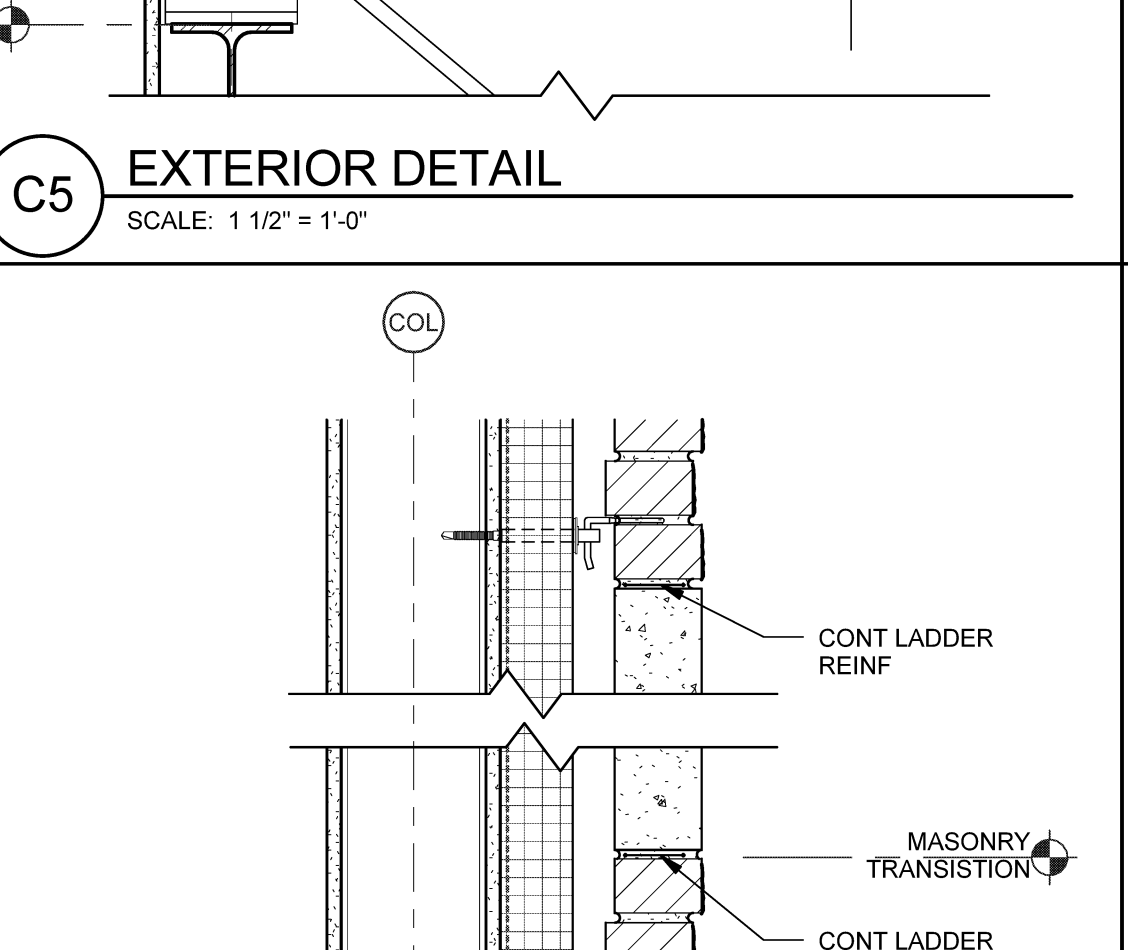 C5
EXTERIOR DETAIL
SCALE: 1 1/2" = 1'-0"
COL
CONT LADDER
REINF
MASONRY
TRANSISTION
CONT LADDER